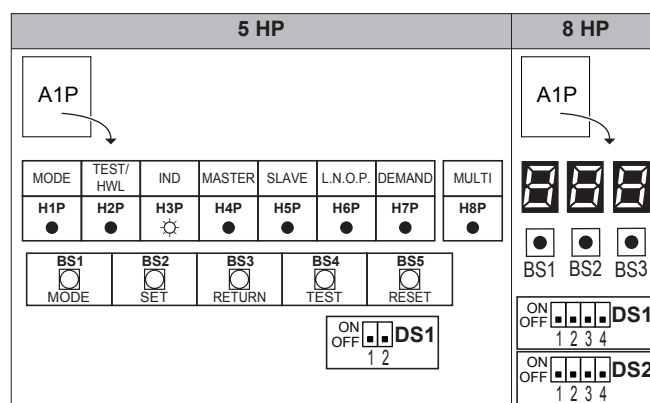 5 HP
8 HP
A1P
A1P
MODE TEST/HWL IND MASTER SLAVE L.N.O.P. DEMAND MULTI
H1P H2P H3P H4P H5P H6P H7P H8P
BS1 BS2 BS3 BS4 BS5
MODE SET RETURN TEST RESET
ON
OFF DS1
1 2
888
BS1 BS2 BS3
ON
OFF DS1
1 2 3 4
ON
OFF DS2
1 2 3 4